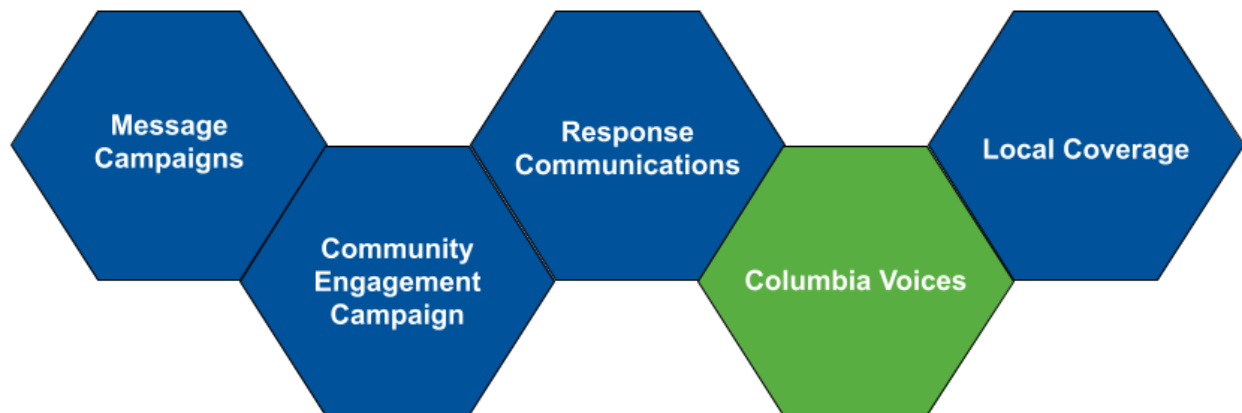 Message
Campaigns
Community
Engagement
Campaign
Response
Communications
Columbia Voices
Local Coverage